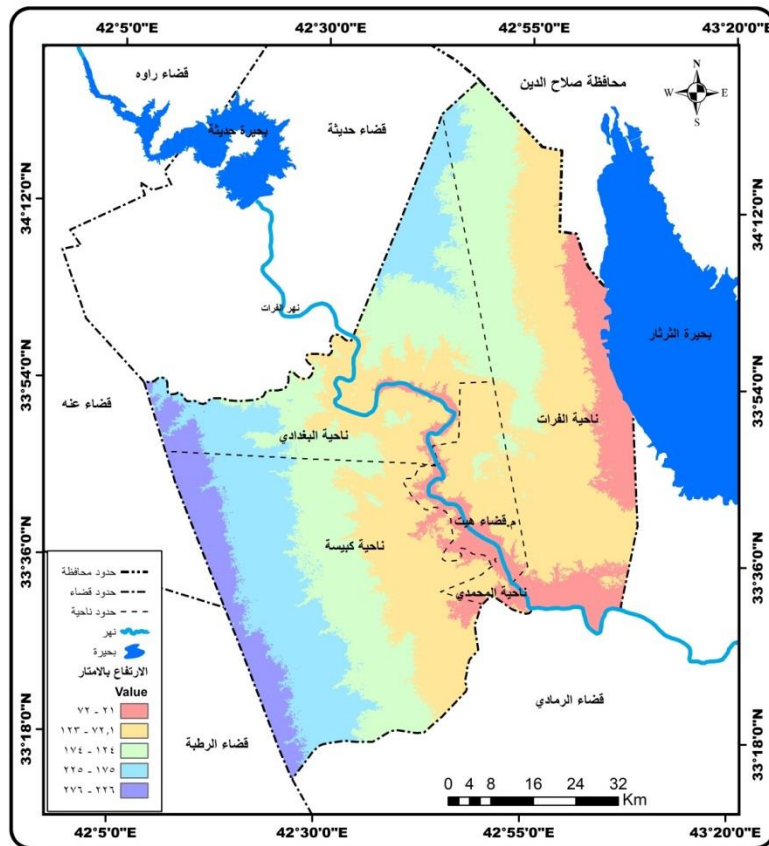 42°5'0"E 42°30'0"E 42°55'0"E 43°20'0"E
قضاء راوه
محافظة صلاح الدين
N
W E
S
بحيرة حديثة
قضاء حديثة
34°12'0"N 34°12'0"N
نهر الفرات
بحيرة الثرثار
33°54'0"N 33°54'0"N
قضاء عنه
ناحية الفرات
ناحية البغدادي
م.قضاء هيت
ناحية كبيسة
33°36'0"N 33°36'0"N
ناحية المحمدي
حدود محافظة
حدود قضاء
حدود ناحية
نهر
بحيرة
الارتفاع بالامتار
Value
٢١ - ٧٢
٧٢,١ - ١٢٣
١٢٤ - ١٧٤
١٧٥ - ٢٢٥
٢٢٦ - ٢٧٦
قضاء الرمادي
قضاء الرطبة
33°18'0"N 33°18'0"N
0 4 8 16 24 32
Km
42°5'0"E 42°30'0"E 42°55'0"E 43°20'0"E